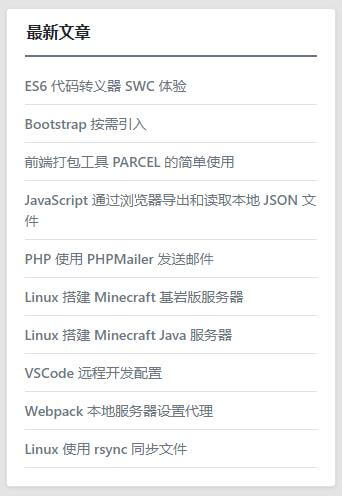 最新文章
ES6 代码转义器 SWC 体验
Bootstrap 按需引入
前端打包工具 PARCEL 的简单使用
JavaScript 通过浏览器导出和读取本地 JSON 文
件
PHP 使用 PHPMailer 发送邮件
Linux 搭建 Minecraft 基岩版服务器
Linux 搭建 Minecraft Java 服务器
VSCode 远程开发配置
Webpack 本地服务器设置代理
Linux 使用 rsync 同步文件